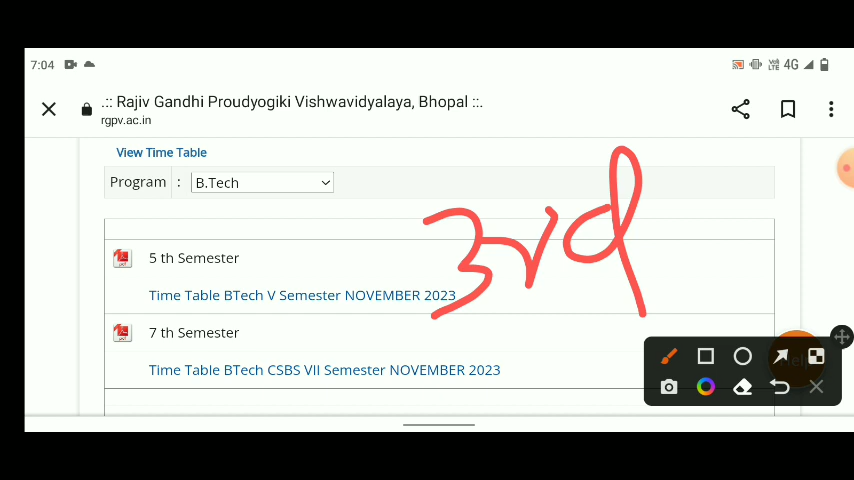 7:04 4G
.:: Rajiv Gandhi Proudyogiki Vishwavidyalaya, Bhopal ::.
rgpv.ac.in
View Time Table
Program : B.Tech
3rd
5 th Semester
Time Table BTech V Semester NOVEMBER 2023
7 th Semester
Time Table BTech CSBS VII Semester NOVEMBER 2023